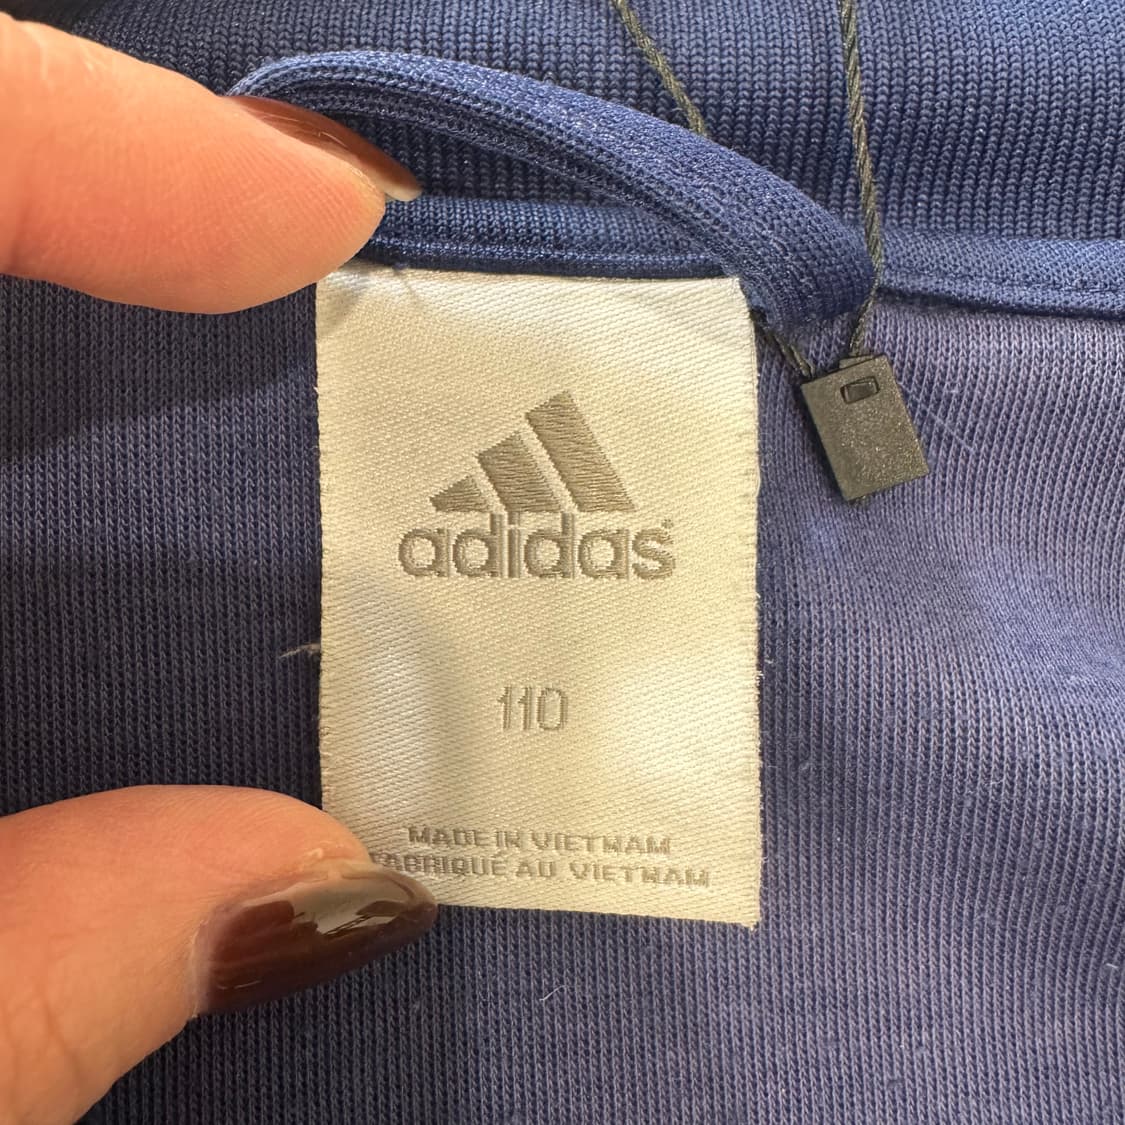 adidas®
110
MADE IN VIETNAM
FABRIQUÉ AU VIETNAM